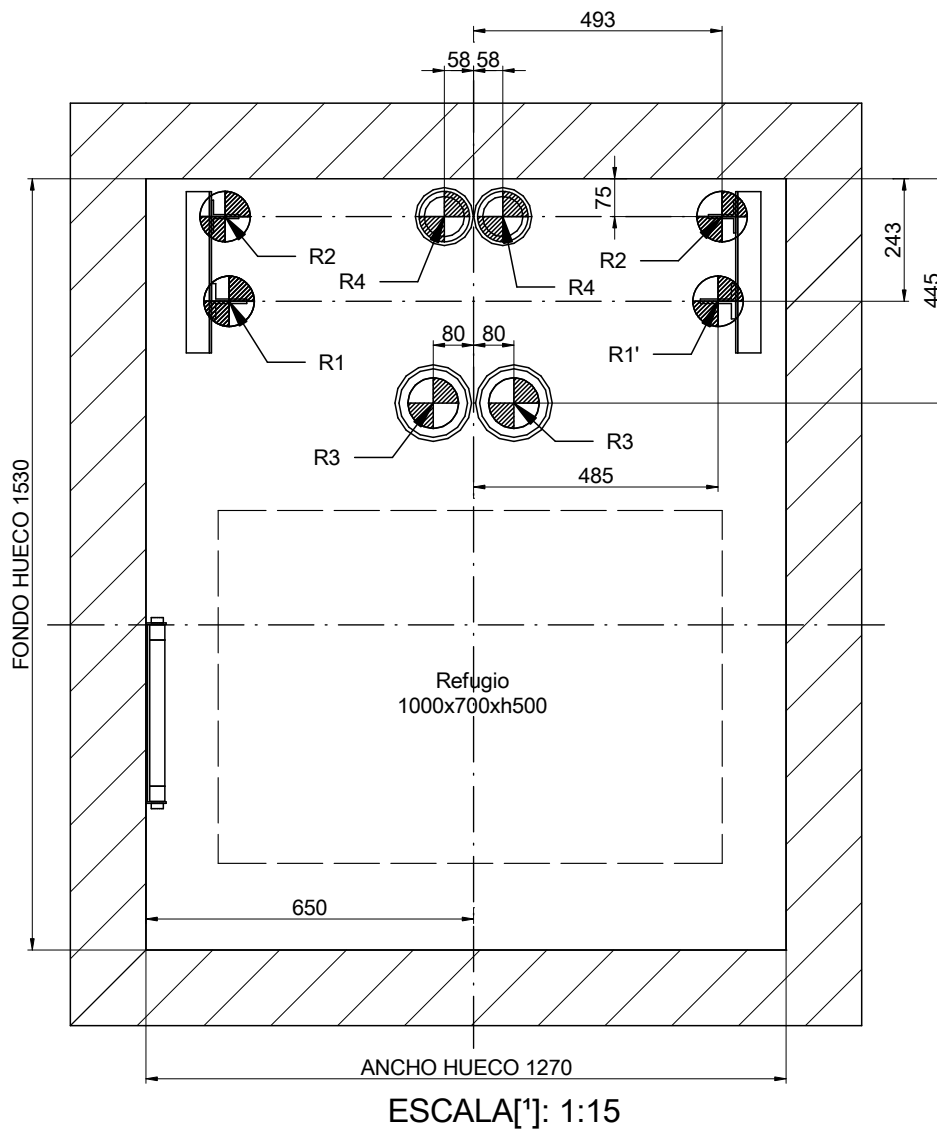 493
58 58
75
243
445
R2
R4
R4
R2
R1
80 80
R1'
R3
R3
485
FONDO HUECO 1530
Refugio
1000x700xh500
650
ANCHO HUECO 1270
ESCALA[¹]: 1:15